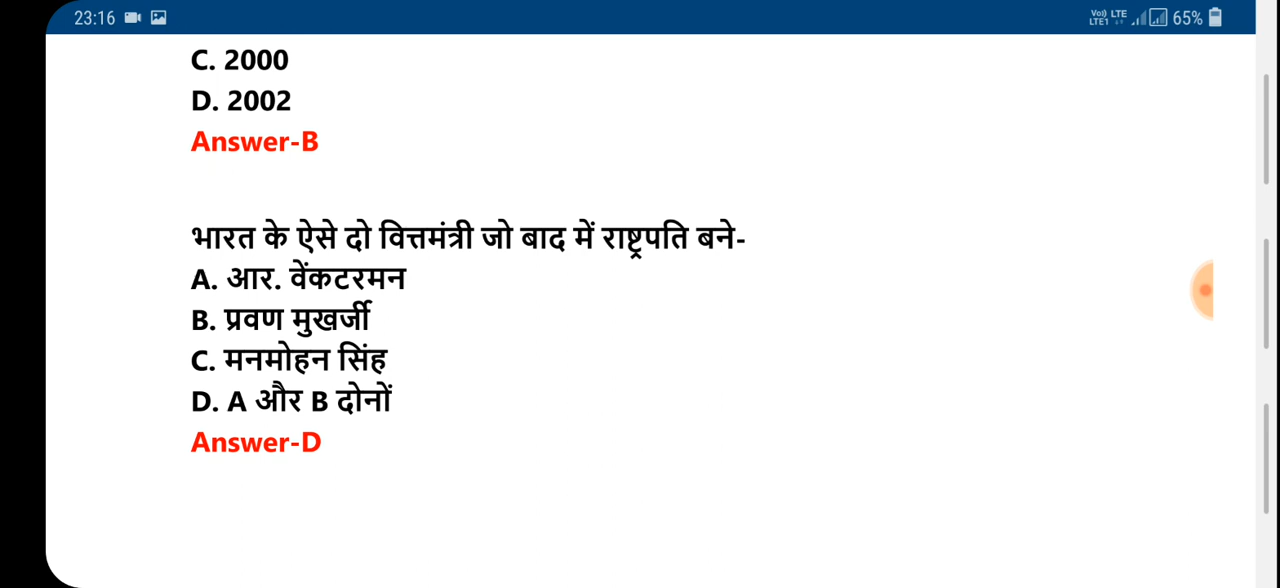 23:16 Vo)) LTE LTE1 65%
C. 2000
D. 2002
Answer-B
भारत के ऐसे दो वित्तमंत्री जो बाद में राष्ट्रपति बने-
A. आर. वेंकटरमन
B. प्रवण मुखर्जी
C. मनमोहन सिंह
D. A और B दोनों
Answer-D